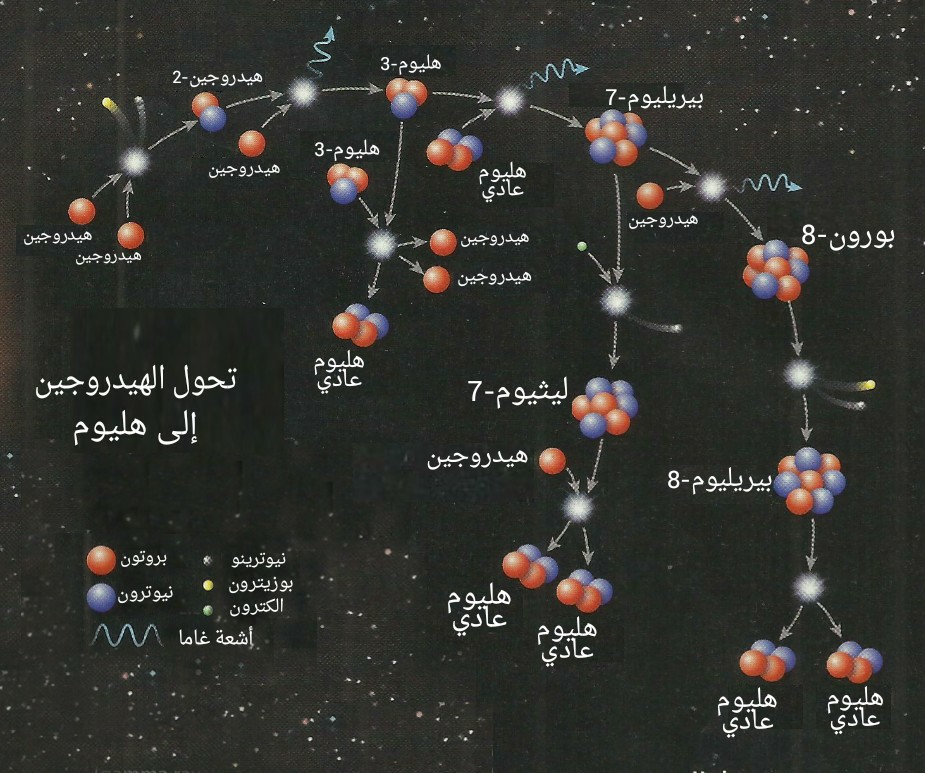 هيدروجين-2
هليوم-3
بيريليوم-7
هيدروجين
هليوم-3
هليوم
عادي
هيدروجين
هيدروجين
هيدروجين
هيدروجين
هيدروجين
بورون-8
هليوم
عادي
تحول الهيدروجين
إلى هليوم
ليثيوم-7
هيدروجين
بيريليوم-8
هليوم
عادي
هليوم
عادي
هليوم
عادي
هليوم
عادي
بروتون
نيوترون
أشعة غاما
نيوترينو
بوزيترون
الكترون